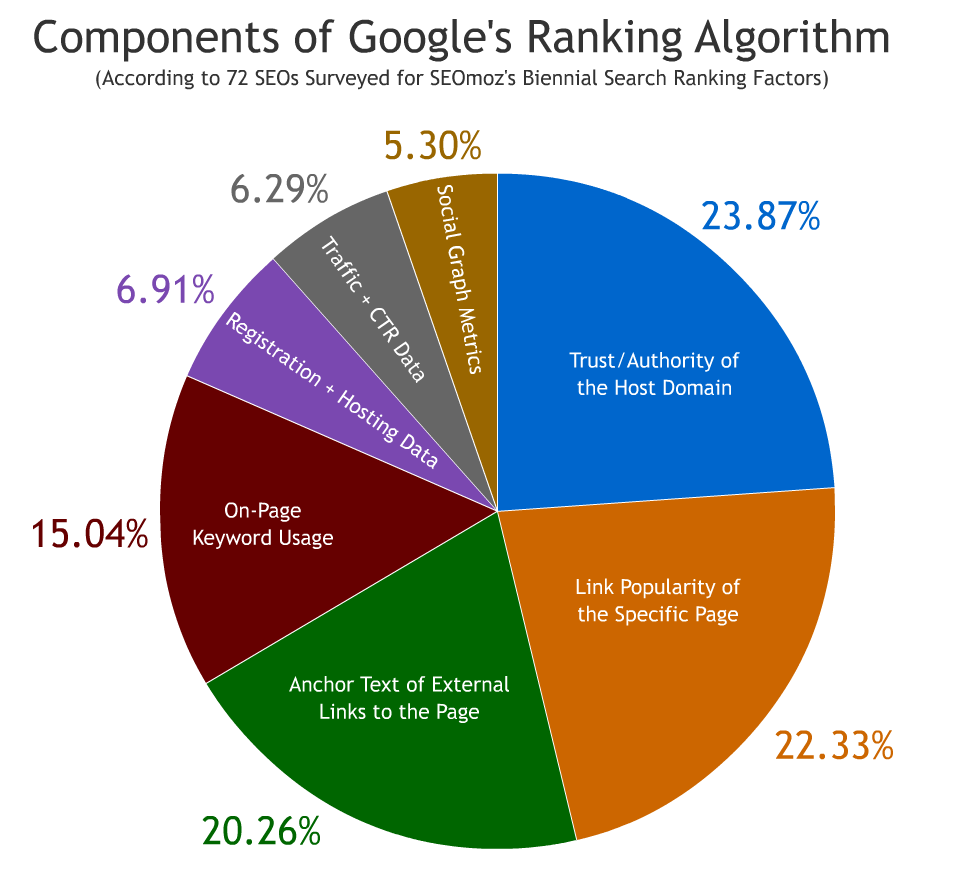 Components of Google's Ranking Algorithm
(According to 72 SEOs Surveyed for SEOmoz's Biennial Search Ranking Factors)
5.30%
6.29%
23.87%
6.91%
Social Graph Metrics
Traffic + CTR Data
Registration + Hosting Data
Trust/Authority of
the Host Domain
On-Page
Keyword Usage
15.04%
Link Popularity of
the Specific Page
Anchor Text of External
Links to the Page
22.33%
20.26%